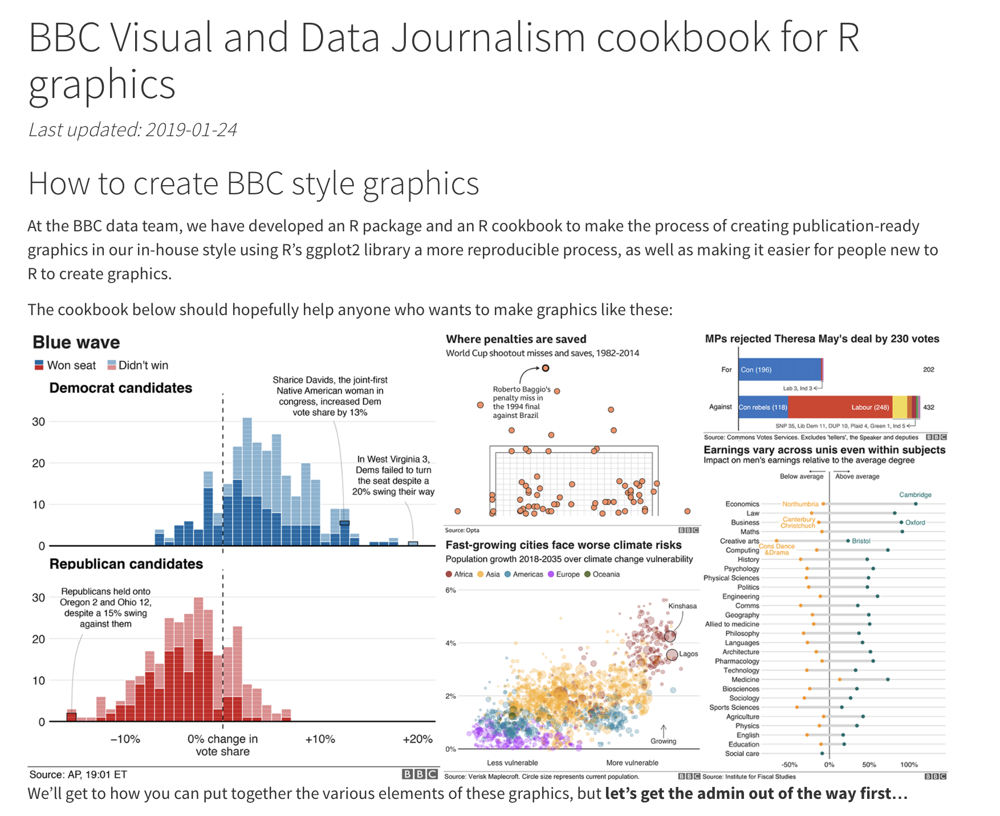 BBC Visual and Data Journalism cookbook for R
graphics
Last updated: 2019-01-24
How to create BBC style graphics
At the BBC data team, we have developed an R package and an R cookbook to make the process of creating publication-ready
graphics in our in-house style using R’s ggplot2 library a more reproducible process, as well as making it easier for people new to
R to create graphics.
The cookbook below should hopefully help anyone who wants to make graphics like these:
Blue wave
Won seat Didn't win
Democrat candidates
Sharice Davids, the joint-first
Native American woman in
congress, increased Dem
vote share by 13%
In West Virginia 3,
Dems failed to turn
the seat despite a
20% swing their way
30
20
10
0
Republican candidates
Republicans held onto
Oregon 2 and Ohio 12,
despite a 15% swing
against them
30
20
10
0
−10% 0% change in +10% +20%
vote share
Source: AP, 19:01 ET BBC
Where penalties are saved
World Cup shootout misses and saves, 1982-2014
Roberto Baggio's
penalty miss in
the 1994 final
against Brazil
Source: Opta BBC
Fast-growing cities face worse climate risks
Population growth 2018-2035 over climate change vulnerability
Africa Asia Americas Europe Oceania
6%
Kinshasa
4%
Lagos
2%
Growing
0%
Less vulnerable More vulnerable
Source: Verisk Maplecroft. Circle size represents current population. BBC
MPs rejected Theresa May's deal by 230 votes
For Con (196) 202
Lab 3, Ind 3
Against Con rebels (118) Labour (248) 432
SNP 35, Lib Dem 11, DUP 10, Plaid 4, Green 1, Ind 5
Source: Commons Votes Services. Excludes 'tellers', the Speaker and deputies BBC
Earnings vary across unis even within subjects
Impact on men's earnings relative to the average degree
Below average Above average
Cambridge
Economics Northumbria
Law
Business Canterbury Christchuch Oxford
Maths
Creative arts Bristol
Computing Cons Dance &Drama
History
Psychology
Physical Sciences
Politics
Engineering
Comms
Geography
Allied to medicine
Philosophy
Languages
Architecture
Pharmacology
Technology
Medicine
Biosciences
Sociology
Sports Sciences
Agriculture
Physics
English
Education
Social care
-50% 0% 50% 100%
Source: Institute for Fiscal Studies BBC
We’ll get to how you can put together the various elements of these graphics, but let’s get the admin out of the way first…